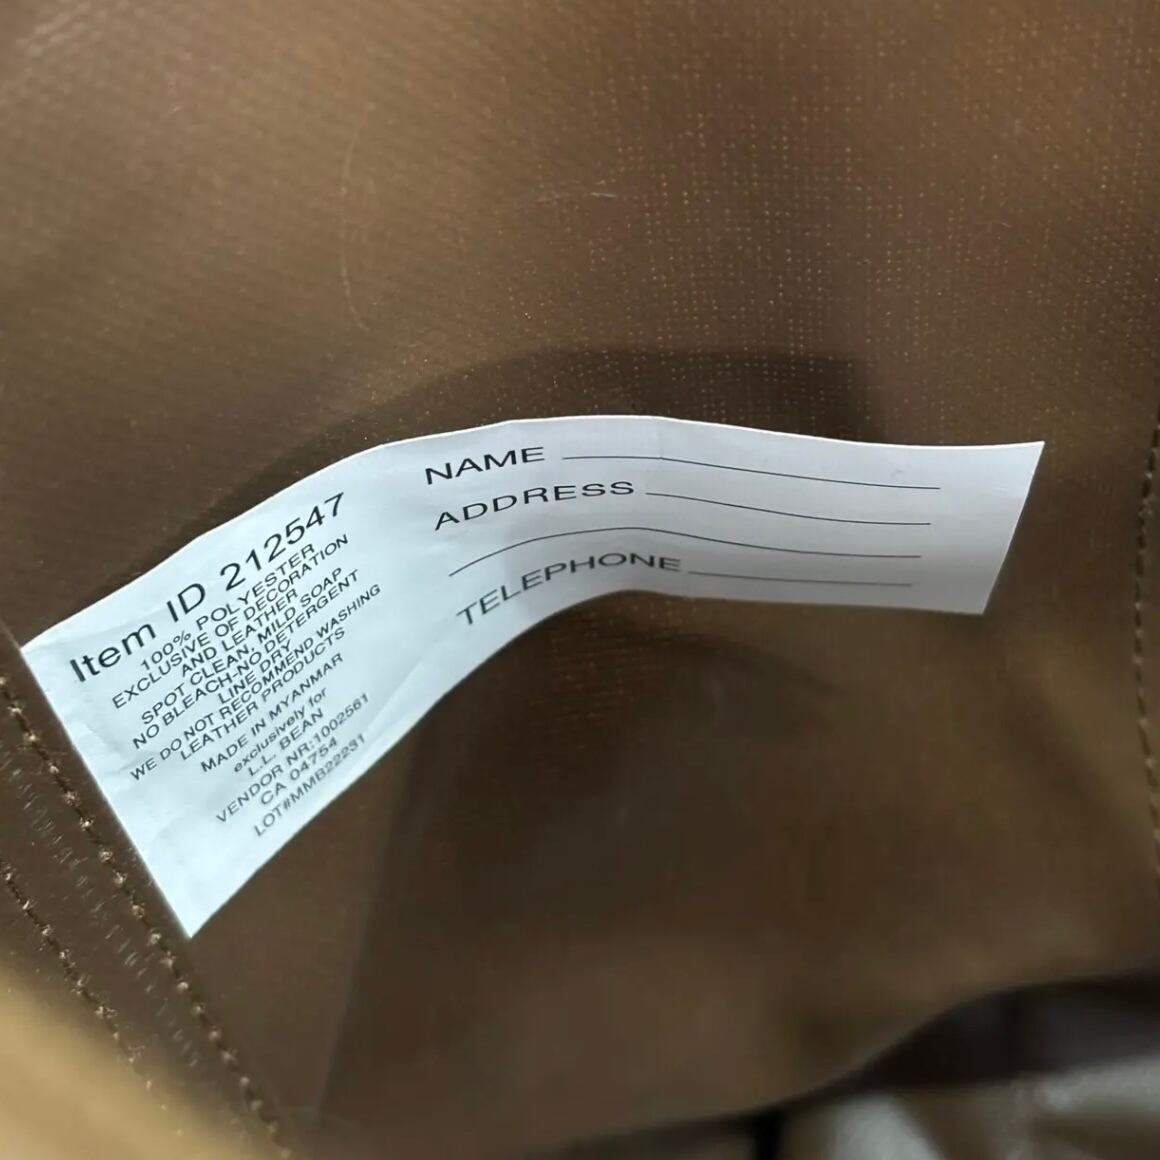 Item ID 212547
100% POLYESTER
EXCLUSIVE OF DECORATION
AND LEATHER
SPOT CLEAN, MILD SOAP
NO BLEACH-NO DETERGENT
LINE DRY
WE DO NOT RECOMMEND WASHING
LEATHER PRODUCTS
MADE IN MYANMAR
exclusively for
L.L. BEAN
VENDOR NR:1002561
CA 04754
LOT#MMB22231
NAME
ADDRESS
TELEPHONE